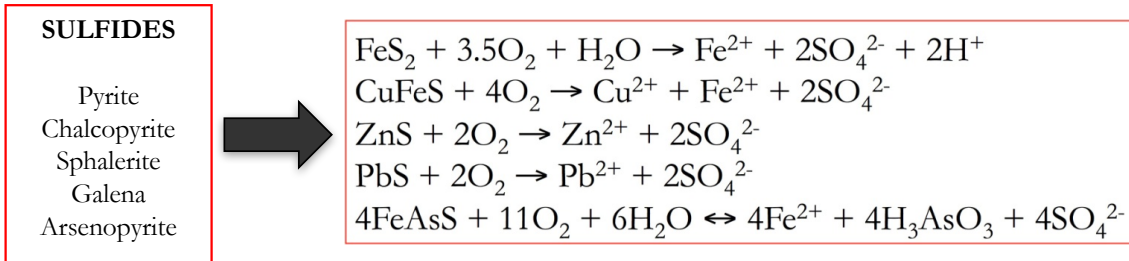 SULFIDES
Pyrite
Chalcopyrite
Sphalerite
Galena
Arsenopyrite
FeS₂ + 3.5O₂ + H₂O → Fe²⁺ + 2SO₄²⁻ + 2H⁺
CuFeS + 4O₂ → Cu²⁺ + Fe²⁺ + 2SO₄²⁻
ZnS + 2O₂ → Zn²⁺ + 2SO₄²⁻
PbS + 2O₂ → Pb²⁺ + 2SO₄²⁻
4FeAsS + 11O₂ + 6H₂O ↔ 4Fe²⁺ + 4H₃AsO₃ + 4SO₄²⁻